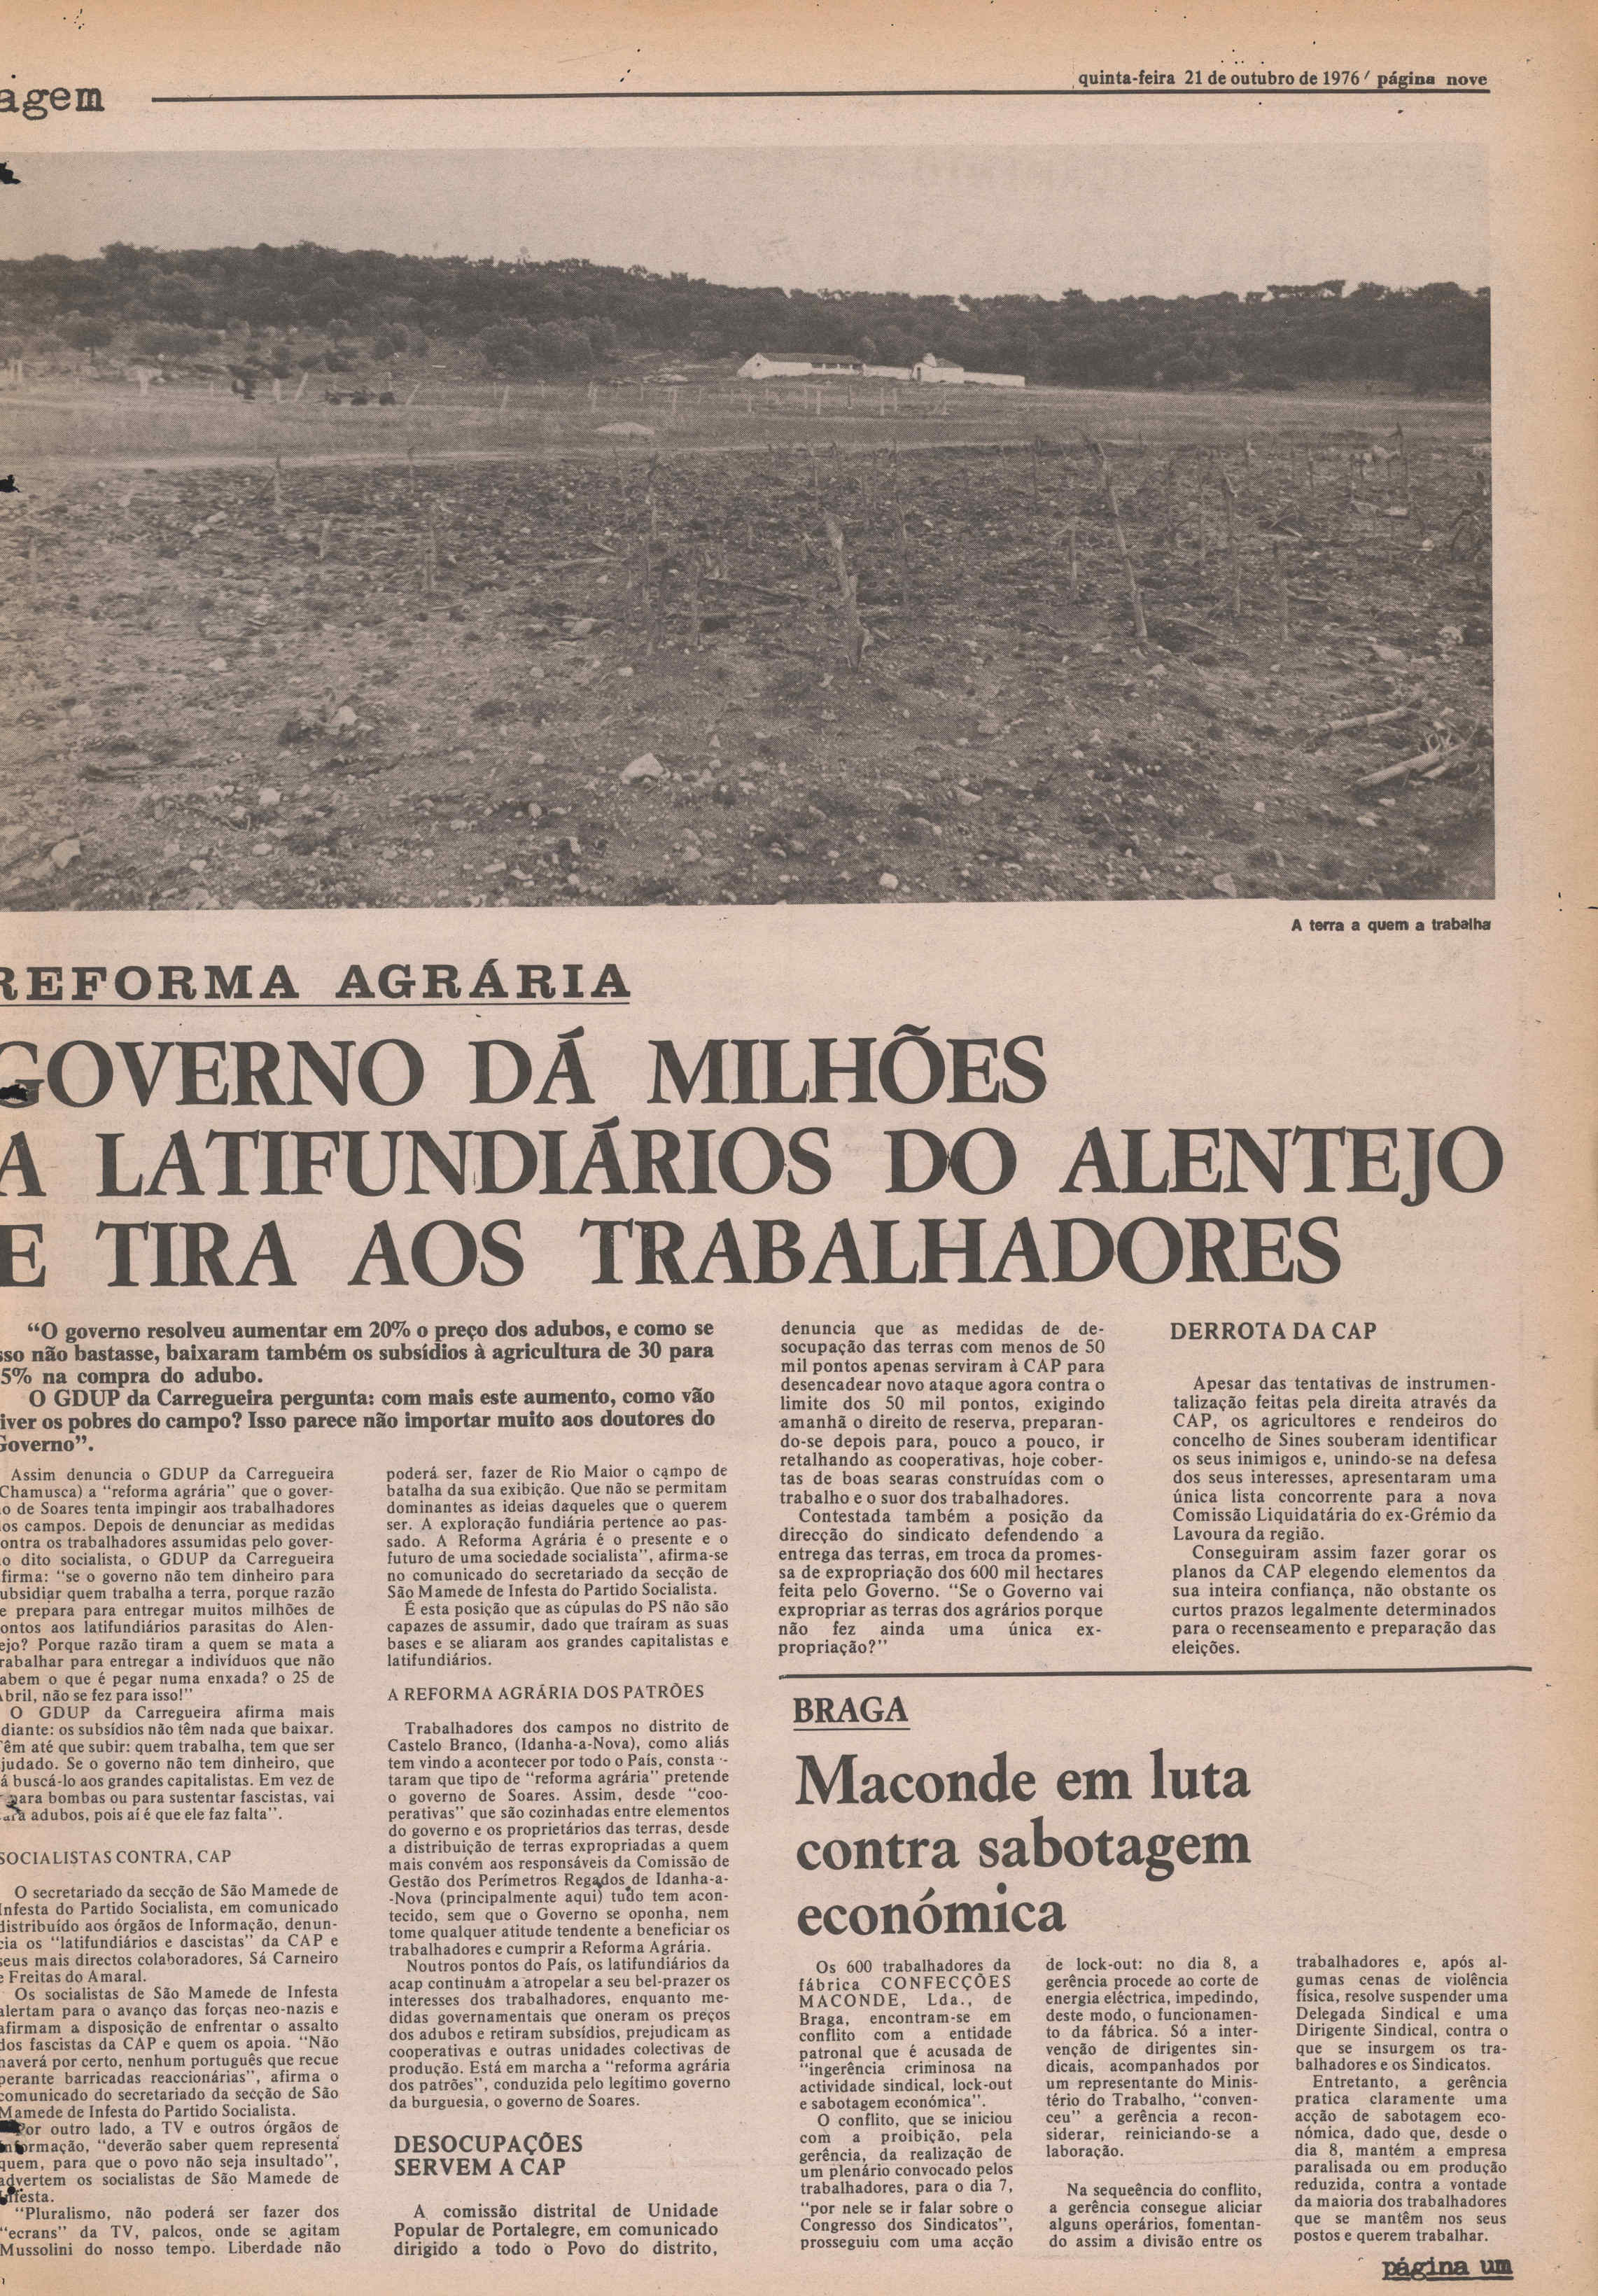 agem
quinta-feira 21 de outubro de 1976 / página nove
A terra a quem a trabalha
REFORMA AGRÁRIA
GOVERNO DÁ MILHÕES
A LATIFUNDIÁRIOS DO ALENTEJO
E TIRA AOS TRABALHADORES
"O governo resolveu aumentar em 20% o preço dos adubos, e como se
sso não bastasse, baixaram também os subsídios à agricultura de 30 para
5% na compra do adubo.
O GDUP da Carregueira pergunta: com mais este aumento, como vão
iver os pobres do campo? Isso parece não importar muito aos doutores do
Governo".
Assim denuncia o GDUP da Carregueira
Chamusca) a "reforma agrária" que o gover-
o de Soares tenta impingir aos trabalhadores
os campos. Depois de denunciar as medidas
ontra os trabalhadores assumidas pelo gover-
o dito socialista, o GDUP da Carregueira
firma: "se o governo não tem dinheiro para
ubsidiar quem trabalha a terra, porque razão
e prepara para entregar muitos milhões de
ontos aos latifundiários parasitas do Alen-
ejo? Porque razão tiram a quem se mata a
rabalhar para entregar a indivíduos que não
abem o que é pegar numa enxada? o 25 de
Abril, não se fez para isso!"
O GDUP da Carregueira afirma mais
diante: os subsídios não têm nada que baixar.
Têm até que subir: quem trabalha, tem que ser
judado. Se o governo não tem dinheiro, que
á buscá-lo aos grandes capitalistas. Em vez de
para bombas ou para sustentar fascistas, vai
ara adubos, pois aí é que ele faz falta".
SOCIALISTAS CONTRA, CAP
O secretariado da secção de São Mamede de
Infesta do Partido Socialista, em comunicado
distribuído aos órgãos de Informação, denun-
cia os "latifundiários e dascistas" da CAP e
seus mais directos colaboradores, Sá Carneiro
e Freitas do Amaral.
Os socialistas de São Mamede de Infesta
alertam para o avanço das forças neo-nazis e
afirmam a disposição de enfrentar o assalto
dos fascistas da CAP e quem os apoia. "Não
haverá por certo, nenhum português que recue
perante barricadas reaccionárias", afirma o
comunicado do secretariado da secção de São
Mamede de Infesta do Partido Socialista.
Por outro lado, a TV e outros órgãos de
informação, "deverão saber quem representa
quem, para que o povo não seja insultado",
advertem os socialistas de São Mamede de
Infesta.
"Pluralismo, não poderá ser fazer dos
"ecrans" da TV, palcos, onde se agitam
Mussolini do nosso tempo. Liberdade não
poderá ser, fazer de Rio Maior o campo de
batalha da sua exibição. Que não se permitam
dominantes as ideias daqueles que o querem
ser. A exploração fundiária pertence ao pas-
sado. A Reforma Agrária é o presente e o
futuro de uma sociedade socialista", afirma-se
no comunicado do secretariado da secção de
São Mamede de Infesta do Partido Socialista.
É esta posição que as cúpulas do PS não são
capazes de assumir, dado que traíram as suas
bases e se aliaram aos grandes capitalistas e
latifundiários.
A REFORMA AGRÁRIA DOS PATRÕES
Trabalhadores dos campos no distrito de
Castelo Branco, (Idanha-a-Nova), como aliás
tem vindo a acontecer por todo o País, consta-
taram que tipo de "reforma agrária" pretende
o governo de Soares. Assim, desde "coo-
perativas" que são cozinhadas entre elementos
do governo e os proprietários das terras, desde
a distribuição de terras expropriadas a quem
mais convém aos responsáveis da Comissão de
Gestão dos Perímetros Regados de Idanha-a-
-Nova (principalmente aqui) tudo tem acon-
tecido, sem que o Governo se oponha, nem
tome qualquer atitude tendente a beneficiar os
trabalhadores e cumprir a Reforma Agrária.
Noutros pontos do País, os latifundiários da
acap continuam a atropelar a seu bel-prazer os
interesses dos trabalhadores, enquanto me-
didas governamentais que oneram os preços
dos adubos e retiram subsídios, prejudicam as
cooperativas e outras unidades colectivas de
produção. Está em marcha a "reforma agrária
dos patrões", conduzida pelo legítimo governo
da burguesia, o governo de Soares.
DESOCUPAÇÕES
SERVEM A CAP
A comissão distrital de Unidade
Popular de Portalegre, em comunicado
dirigido a todo o Povo do distrito,
denuncia que as medidas de de-
socupação das terras com menos de 50
mil pontos apenas serviram à CAP para
desencadear novo ataque agora contra o
limite dos 50 mil pontos, exigindo
amanhã o direito de reserva, preparan-
do-se depois para, pouco a pouco, ir
retalhando as cooperativas, hoje cober-
tas de boas searas construídas com o
trabalho e o suor dos trabalhadores.
Contestada também a posição da
direcção do sindicato defendendo a
entrega das terras, em troca da promes-
sa de expropriação dos 600 mil hectares
feita pelo Governo. "Se o Governo vai
expropriar as terras dos agrários porque
não fez ainda uma única ex-
propriação?"
DERROTA DA CAP
Apesar das tentativas de instrumen-
talização feitas pela direita através da
CAP, os agricultores e rendeiros do
concelho de Sines souberam identificar
os seus inimigos e, unindo-se na defesa
dos seus interesses, apresentaram uma
única lista concorrente para a nova
Comissão Liquidatária do ex-Grémio da
Lavoura da região.
Conseguiram assim fazer gorar os
planos da CAP elegendo elementos da
sua inteira confiança, não obstante os
curtos prazos legalmente determinados
para o recenseamento e preparação das
eleições.
BRAGA
Maconde em luta
contra sabotagem
económica
Os 600 trabalhadores da
fábrica CONFECÇÕES
MACONDE, Lda., de
Braga, encontram-se em
conflito com a entidade
patronal que é acusada de
"ingerência criminosa na
actividade sindical, lock-out
e sabotagem económica".
O conflito, que se iniciou
com a proibição, pela
gerência, da realização de
um plenário convocado pelos
trabalhadores, para o dia 7,
"por nele se ir falar sobre o
Congresso dos Sindicatos",
prosseguiu com uma acção
de lock-out: no dia 8, a
gerência procede ao corte de
energia eléctrica, impedindo,
deste modo, o funcionamen-
to da fábrica. Só a inter-
venção de dirigentes sin-
dicais, acompanhados por
um representante do Minis-
tério do Trabalho, "conven-
ceu" a gerência a recon-
siderar, reiniciando-se a
laboração.
Na sequeência do conflito,
a gerência consegue aliciar
alguns operários, fomentan-
do assim a divisão entre os
trabalhadores e, após al-
gumas cenas de violência
física, resolve suspender uma
Delegada Sindical e uma
Dirigente Sindical, contra o
que se insurgem os tra-
balhadores e os Sindicatos.
Entretanto, a gerência
pratica claramente uma
acção de sabotagem eco-
nómica, dado que, desde o
dia 8, mantém a empresa
paralisada ou em produção
reduzida, contra a vontade
da maioria dos trabalhadores
que se mantêm nos seus
postos e querem trabalhar.
página um